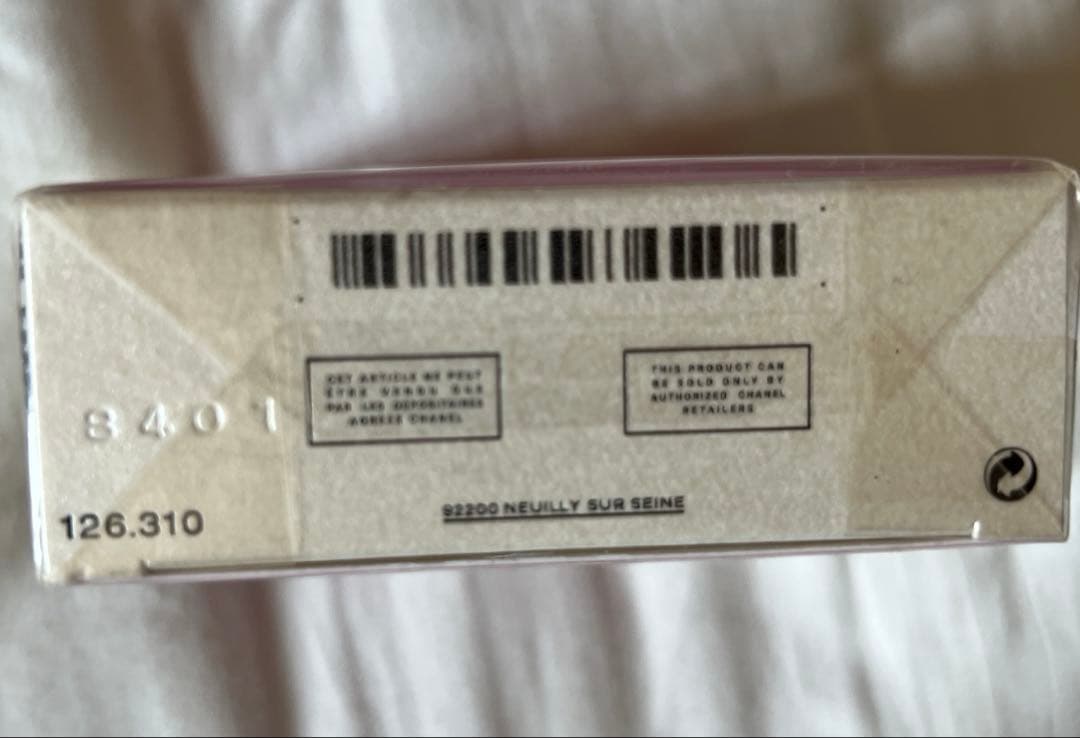 CET ARTICLE NE PEUT
ÊTRE VENDU QUE
PAR LES DEPOSITAIRES
AGRÉÉS CHANEL
THIS PRODUCT CAN
BE SOLD ONLY BY
AUTHORIZED CHANEL
RETAILERS
8401
92200 NEUILLY SUR SEINE
126.310